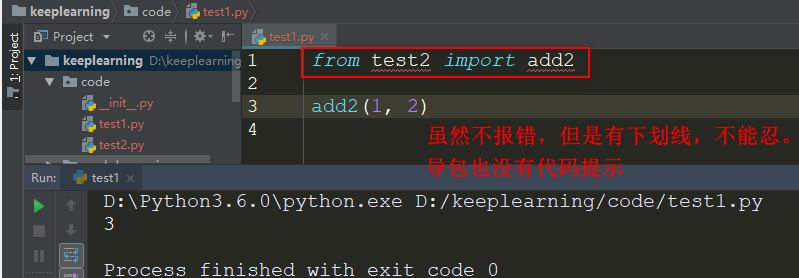 keeplearning code test1.py
Project
test1.py
1: Project
keeplearning D:\keeplearning
code
__init__.py
test1.py
test2.py
1 from test2 import add2
2
3 add2(1, 2)
4
虽然不报错，但是有下划线，不能忍。
导包也没有代码提示
Run: test1
D:\Python3.6.0\python.exe D:/keeplearning/code/test1.py
3
Process finished with exit code 0